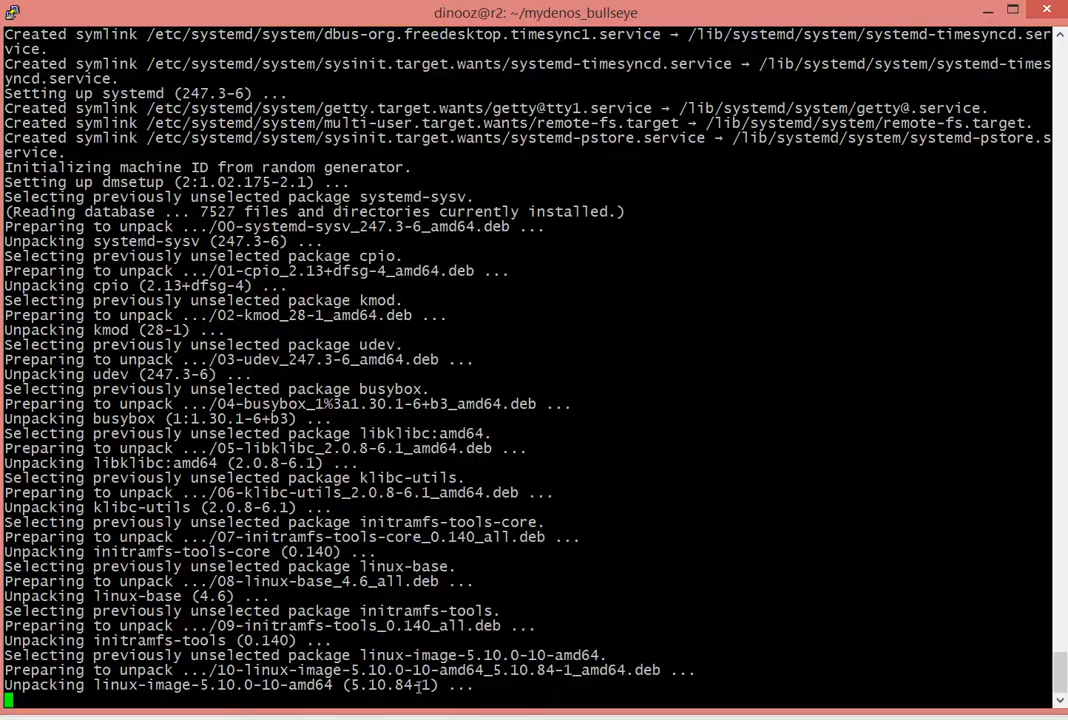 dinooz@r2: ~/mydenos_bullseye
Created symlink /etc/systemd/system/dbus-org.freedesktop.timesync1.service → /lib/systemd/system/systemd-timesyncd.ser
vice.
Created symlink /etc/systemd/system/sysinit.target.wants/systemd-timesyncd.service → /lib/systemd/system/systemd-times
yncd.service.
Setting up systemd (247.3-6) ...
Created symlink /etc/systemd/system/getty.target.wants/getty@tty1.service → /lib/systemd/system/getty@.service.
Created symlink /etc/systemd/system/multi-user.target.wants/remote-fs.target → /lib/systemd/system/remote-fs.target.
Created symlink /etc/systemd/system/sysinit.target.wants/systemd-pstore.service → /lib/systemd/system/systemd-pstore.s
ervice.
Initializing machine ID from random generator.
Setting up dmsetup (2:1.02.175-2.1) ...
Selecting previously unselected package systemd-sysv.
(Reading database ... 7527 files and directories currently installed.)
Preparing to unpack .../00-systemd-sysv_247.3-6_amd64.deb ...
Unpacking systemd-sysv (247.3-6) ...
Selecting previously unselected package cpio.
Preparing to unpack .../01-cpio_2.13+dfsg-4_amd64.deb ...
Unpacking cpio (2.13+dfsg-4) ...
Selecting previously unselected package kmod.
Preparing to unpack .../02-kmod_28-1_amd64.deb ...
Unpacking kmod (28-1) ...
Selecting previously unselected package udev.
Preparing to unpack .../03-udev_247.3-6_amd64.deb ...
Unpacking udev (247.3-6) ...
Selecting previously unselected package busybox.
Preparing to unpack .../04-busybox_1%3a1.30.1-6+b3_amd64.deb ...
Unpacking busybox (1:1.30.1-6+b3) ...
Selecting previously unselected package libklibc:amd64.
Preparing to unpack .../05-libklibc_2.0.8-6.1_amd64.deb ...
Unpacking libklibc:amd64 (2.0.8-6.1) ...
Selecting previously unselected package klibc-utils.
Preparing to unpack .../06-klibc-utils_2.0.8-6.1_amd64.deb ...
Unpacking klibc-utils (2.0.8-6.1) ...
Selecting previously unselected package initramfs-tools-core.
Preparing to unpack .../07-initramfs-tools-core_0.140_all.deb ...
Unpacking initramfs-tools-core (0.140) ...
Selecting previously unselected package linux-base.
Preparing to unpack .../08-linux-base_4.6_all.deb ...
Unpacking linux-base (4.6) ...
Selecting previously unselected package initramfs-tools.
Preparing to unpack .../09-initramfs-tools_0.140_all.deb ...
Unpacking initramfs-tools (0.140) ...
Selecting previously unselected package linux-image-5.10.0-10-amd64.
Preparing to unpack .../10-linux-image-5.10.0-10-amd64_5.10.84-1_amd64.deb ...
Unpacking linux-image-5.10.0-10-amd64 (5.10.84-1) ...